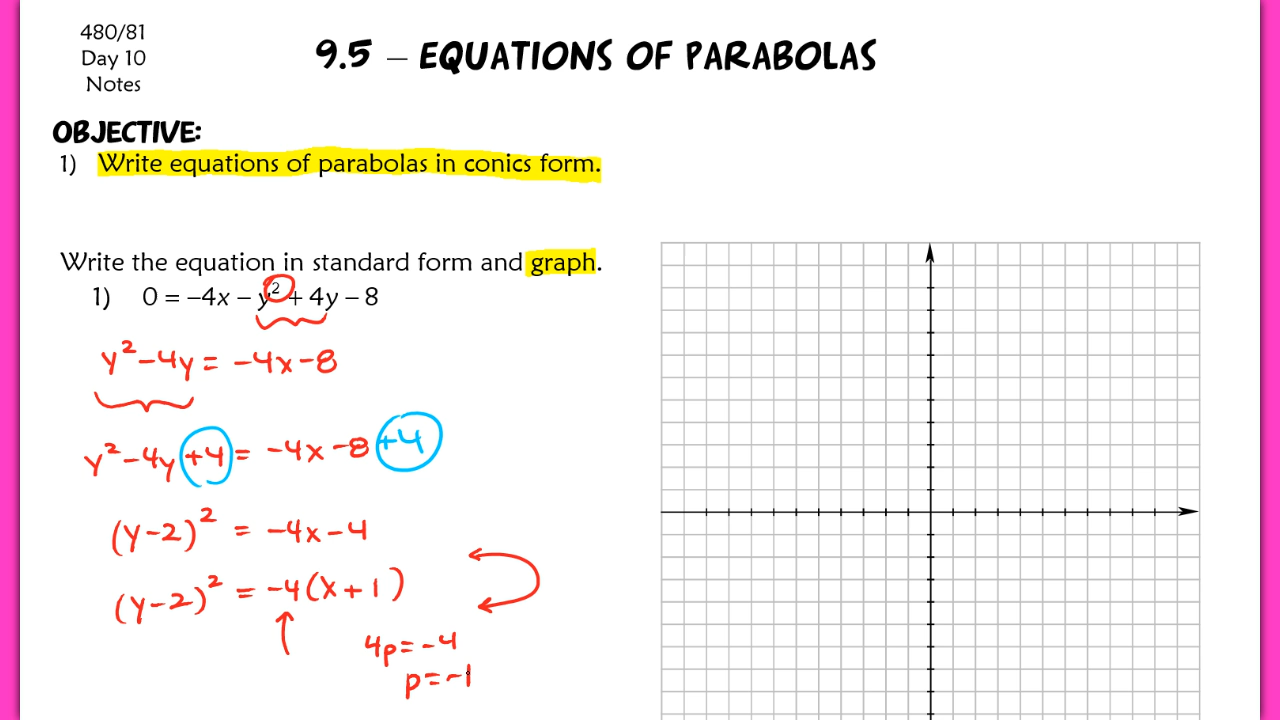 480/81
Day 10
Notes
9.5 – EQUATIONS OF PARABOLAS
OBJECTIVE:
1) Write equations of parabolas in conics form.
Write the equation in standard form and graph.
1) 0 = –4x – y² + 4y – 8
y² - 4y = -4x - 8
y² - 4y + 4 = -4x - 8 + 4
(y - 2)² = -4x - 4
(y - 2)² = -4(x + 1)
4p = -4
p = -1